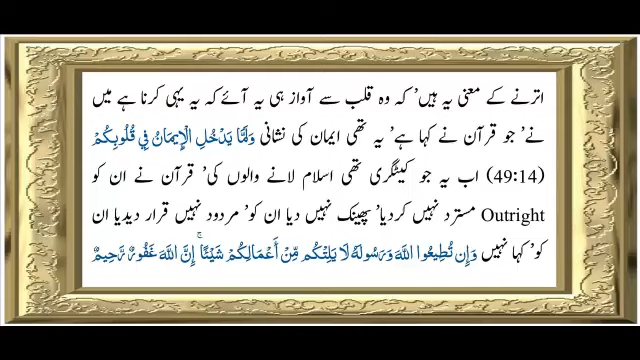 اترنے کے معنی یہ ہیں' کہ وہ قلب سے آواز ہی یہ آئے کہ یہ یہی کرنا ہے میں
نے' جو قرآن نے کہا ہے' یہ تھی ایمان کی نشانی وَلَمَّا يَدْخُلِ الْإِيمَانُ فِي قُلُوبِكُمْ
(49:14) اب یہ جو کیٹگری تھی اسلام لانے والوں کی' قرآن نے ان کو
Outright مسترد نہیں کردیا' پھینک نہیں دیا ان کو' مردود نہیں قرار دیدیا ان
کو' کہا نہیں وَإِن تُطِيعُوا اللَّهَ وَرَسُولَهُ لَا يَلِتْكُم مِّنْ أَعْمَالِكُمْ شَيْئًا ۚ إِنَّ اللَّهَ غَفُورٌ رَّحِيمٌ